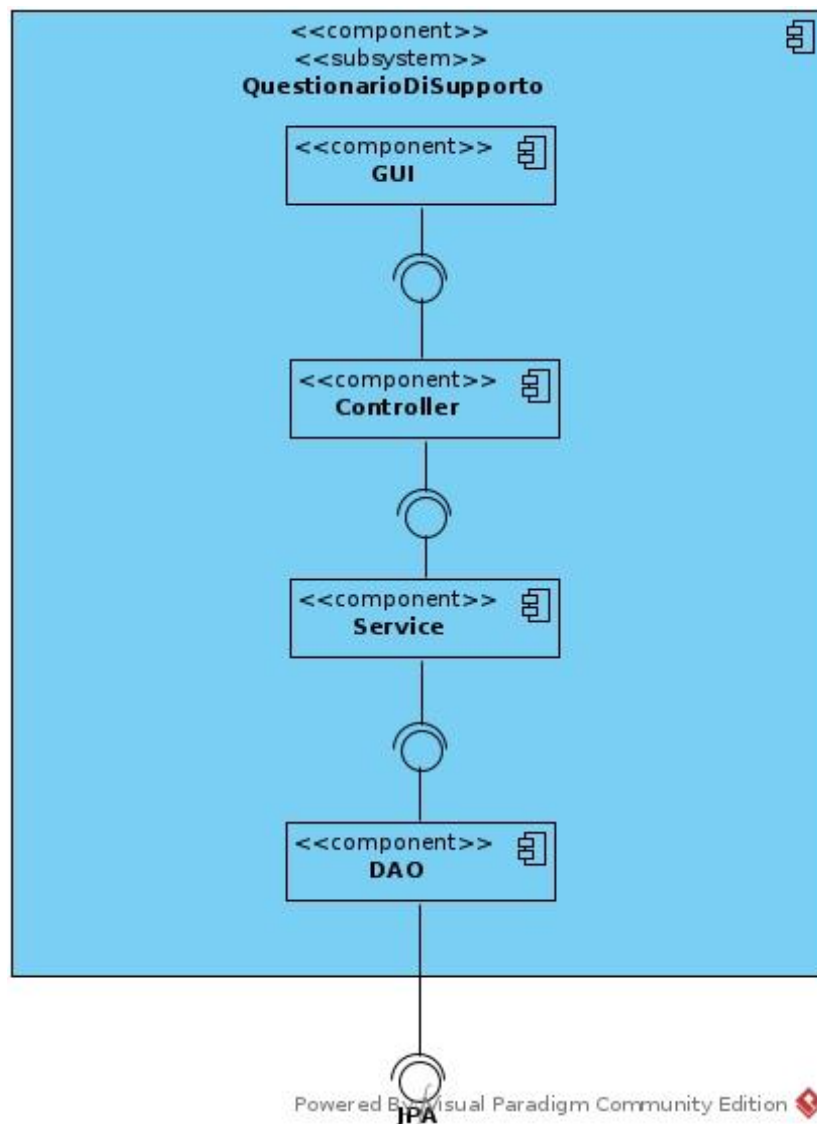 <<component>>
<<subsystem>>
QuestionarioDiSupporto
<<component>>
GUI
<<component>>
Controller
<<component>>
Service
<<component>>
DAO
Powered By Visual Paradigm Community Edition
JPA